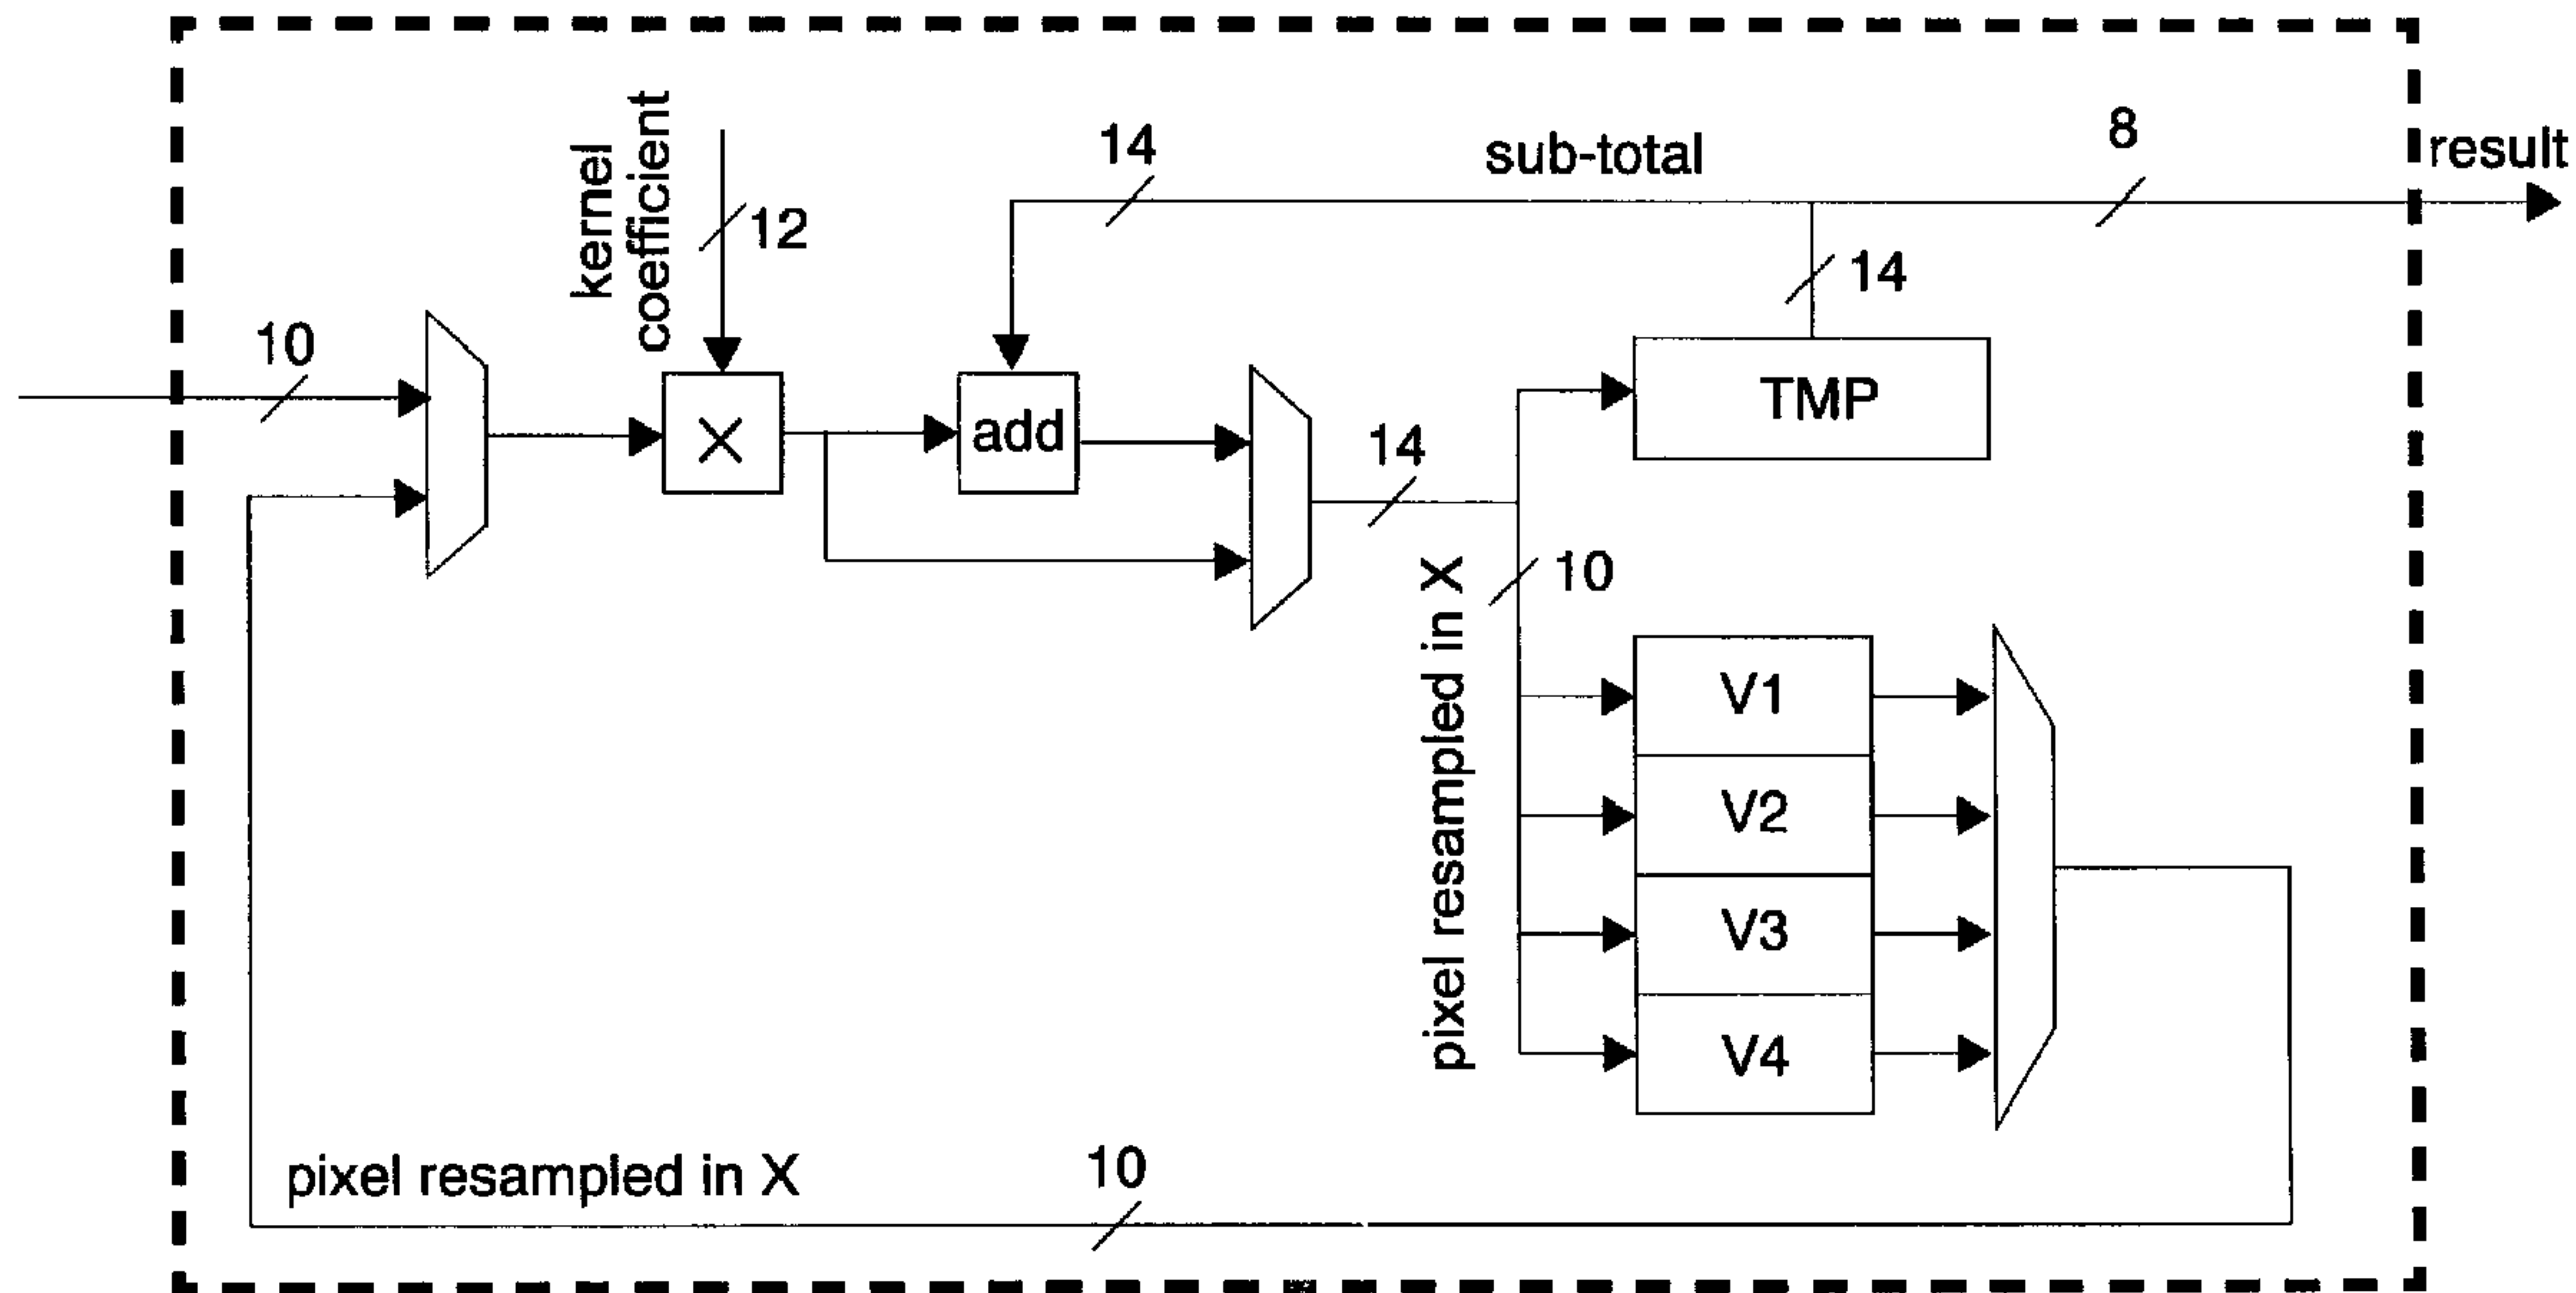 8
result
14
sub-total
kernel
coefficient
12
14
10
TMP
×
add
14
10
pixel resampled in X
V1
V2
V3
V4
pixel resampled in X
10